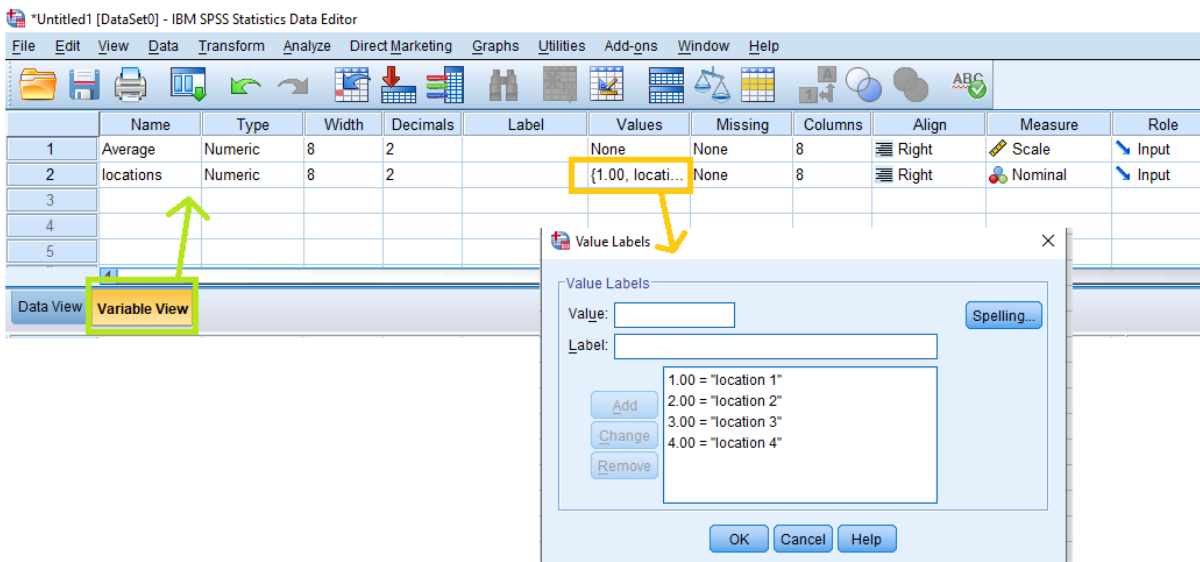 *Untitled1 [DataSet0] - IBM SPSS Statistics Data Editor
File Edit View Data Transform Analyze Direct Marketing Graphs Utilities Add-ons Window Help
A
1
ABC
Name Type Width Decimals Label Values Missing Columns Align Measure Role
1 Average Numeric 8 2 None None 8 Right Scale Input
2 locations Numeric 8 2 {1.00, locati... None 8 Right Nominal Input
3
4
5
Data View Variable View
Value Labels
Value Labels
Value:
Spelling...
Label:
1.00 = "location 1"
2.00 = "location 2"
3.00 = "location 3"
4.00 = "location 4"
Add
Change
Remove
OK Cancel Help